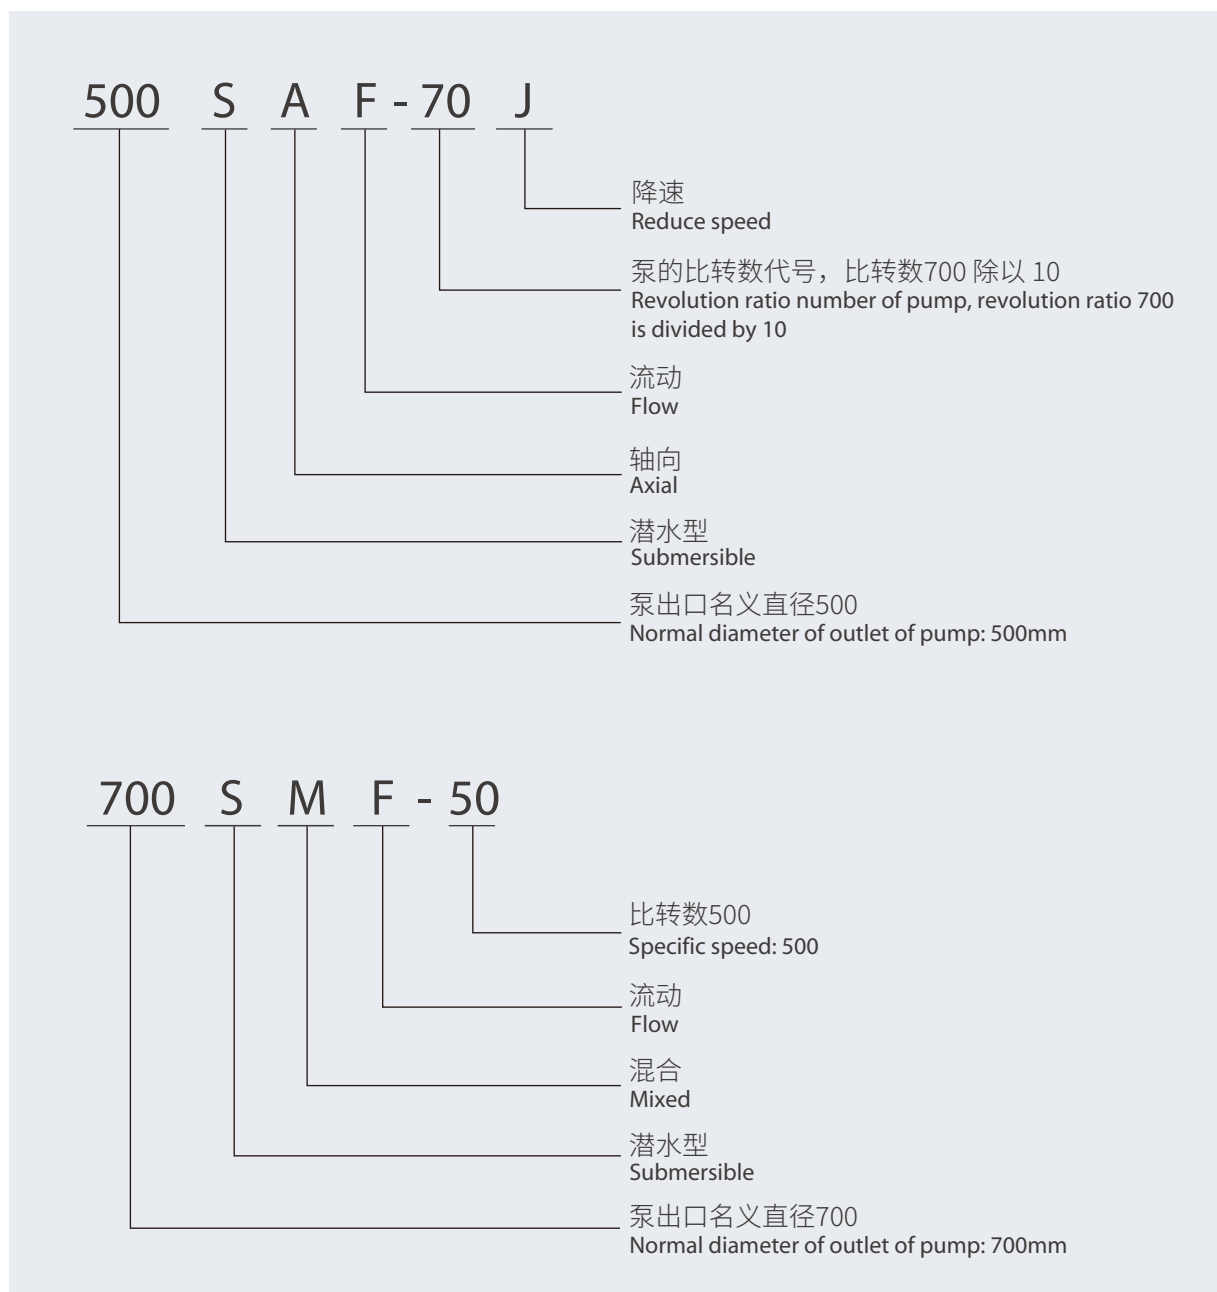 500 S A F - 70 J
降速
Reduce speed
泵的比转数代号，比转数700 除以 10
Revolution ratio number of pump, revolution ratio 700
is divided by 10
流动
Flow
轴向
Axial
潜水型
Submersible
泵出口名义直径500
Normal diameter of outlet of pump: 500mm
700 S M F - 50
比转数500
Specific speed: 500
流动
Flow
混合
Mixed
潜水型
Submersible
泵出口名义直径700
Normal diameter of outlet of pump: 700mm